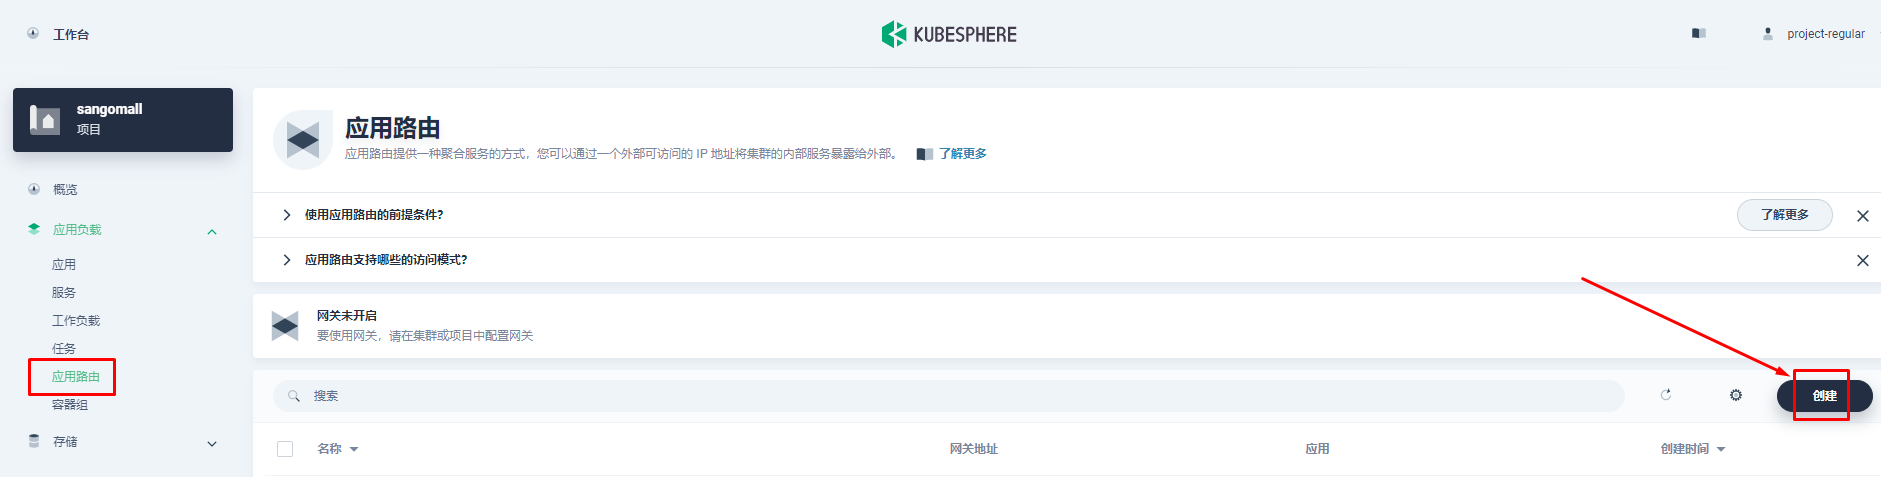 工作台
KUBESPHERE
project-regular
sangomall
项目
概览
应用负载
应用
服务
工作负载
任务
应用路由
容器组
存储
应用路由
应用路由提供一种聚合服务的方式，您可以通过一个外部可访问的 IP 地址将集群的内部服务暴露给外部。 了解更多
使用应用路由的前提条件？ 了解更多
应用路由支持哪些的访问模式？
网关未开启
要使用网关，请在集群或项目中配置网关
搜索
创建
名称 网关地址 应用 创建时间